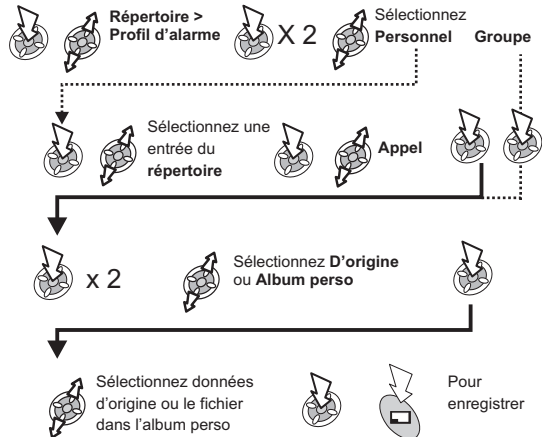 Répertoire >
Profil d'alarme
X 2
Sélectionnez
Personnel Groupe
Sélectionnez une
entrée du
répertoire
Appel
x 2
Sélectionnez D'origine
ou Album perso
Sélectionnez données
d'origine ou le fichier
dans l'album perso
Pour
enregistrer